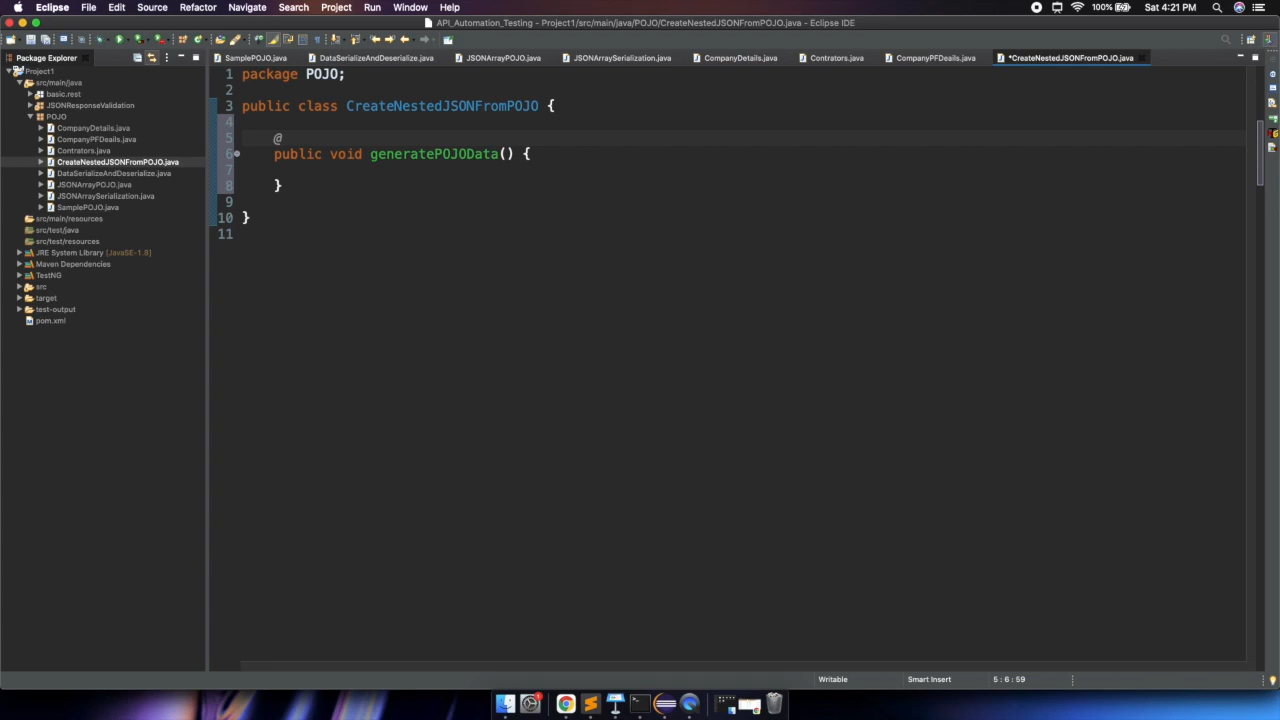 Eclipse File Edit Source Refactor Navigate Search Project Run Window Help 100% Sat 4:21 PM
API_Automation_Testing - Project1/src/main/java/POJO/CreateNestedJSONFromPOJO.java - Eclipse IDE
Package Explorer
SamplePOJO.java DataSerializeAndDeserialize.java JSONArrayPOJO.java JSONArraySerialization.java CompanyDetails.java Contrators.java CompanyPFDeails.java *CreateNestedJSONFromPOJO.java
Project1
src/main/java
basic.rest
JSONResponseValidation
POJO
CompanyDetails.java
CompanyPFDeails.java
Contrators.java
CreateNestedJSONFromPOJO.java
DataSerializeAndDeserialize.java
JSONArrayPOJO.java
JSONArraySerialization.java
SamplePOJO.java
src/main/resources
src/test/java
src/test/resources
JRE System Library [JavaSE-1.8]
Maven Dependencies
TestNG
src
target
test-output
pom.xml
1 package POJO;
2
3 public class CreateNestedJSONFromPOJO {
4
5 @
6 public void generatePOJOData() {
7
8 }
9
10 }
11
Writable Smart Insert 5 : 6 : 59